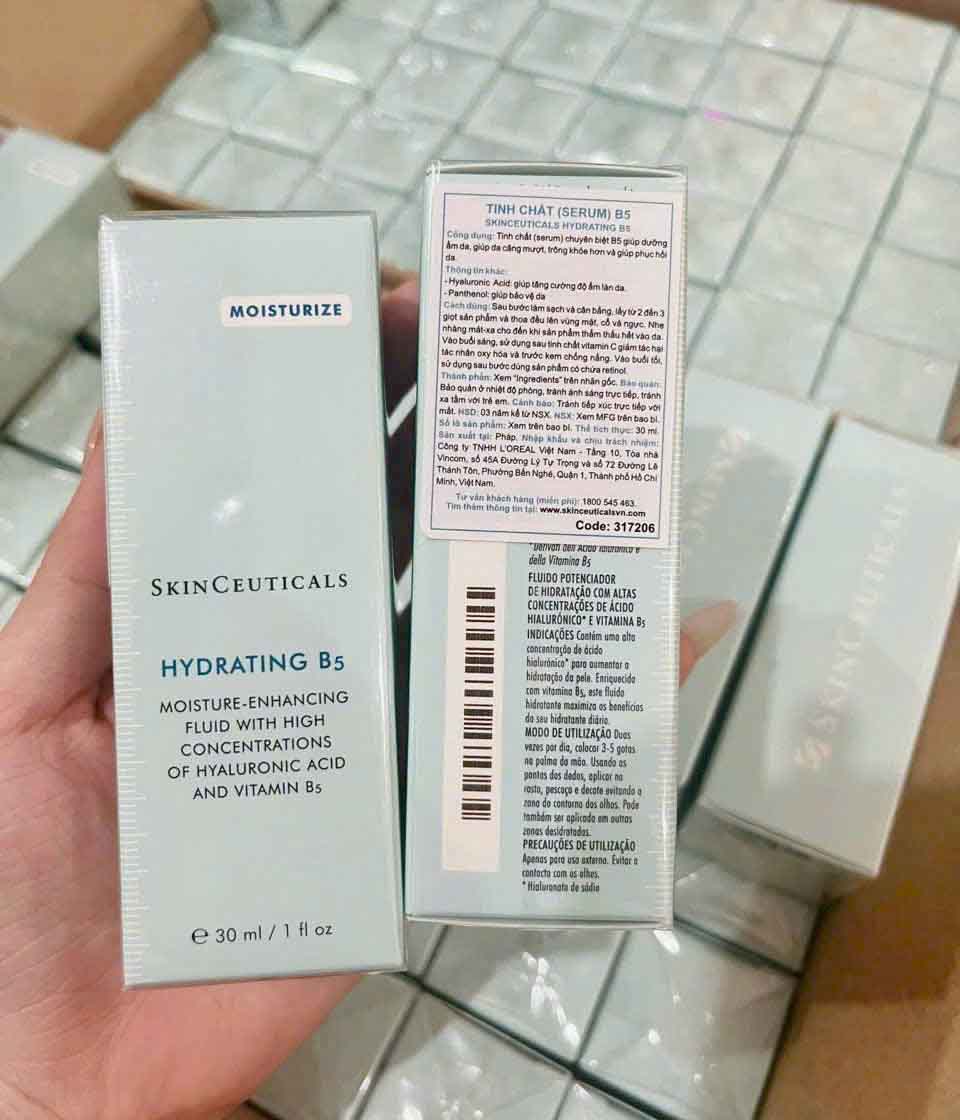 MOISTURIZE
SKINCEUTICALS
HYDRATING B5
MOISTURE-ENHANCING
FLUID WITH HIGH
CONCENTRATIONS
OF HYALURONIC ACID
AND VITAMIN B5
e 30 ml / 1 fl oz
TINH CHẤT (SERUM) B5
SKINCEUTICALS HYDRATING B5
Công dụng: Tinh chất (serum) chuyên biệt B5 giúp dưỡng
ẩm da, giúp da căng mượt, trông khỏe hơn và giúp phục hồi
da.
Thông tin khác:
- Hyaluronic Acid: giúp tăng cường độ ẩm làn da.
- Panthenol: giúp bảo vệ da
Cách dùng: Sau bước làm sạch và cân bằng, lấy từ 2 đến 3
giọt sản phẩm và thoa đều lên vùng mặt, cổ và ngực. Nhẹ
nhàng mát-xa cho đến khi sản phẩm thẩm thấu hết vào da.
Vào buổi sáng, sử dụng sau tinh chất vitamin C giảm tác hại
tác nhân oxy hóa và trước kem chống nắng. Vào buổi tối,
sử dụng sau bước dùng sản phẩm có chứa retinol.
Thành phần: Xem "Ingredients" trên nhãn gốc. Bảo quản:
Bảo quản ở nhiệt độ phòng, tránh ánh sáng trực tiếp, tránh
xa tầm với trẻ em. Cảnh báo: Tránh tiếp xúc trực tiếp với
mắt. HSD: 03 năm kể từ NSX. NSX: Xem MFG trên bao bì.
Số lô sản phẩm: Xem trên bao bì. Thể tích thực: 30 ml.
Sản xuất tại: Pháp. Nhập khẩu và chịu trách nhiệm:
Công ty TNHH L'OREAL Việt Nam - Tầng 10, Tòa nhà
Vincom, số 45A Đường Lý Tự Trọng và số 72 Đường Lê
Thánh Tôn, Phường Bến Nghé, Quận 1, Thành phố Hồ Chí
Minh, Việt Nam.
Tư vấn khách hàng (miễn phí): 1800 545 463.
Tìm thêm thông tin tại: www.skinceuticalsvn.com
Code: 317206
*Derivati dell'Acido Ialuronico e
della Vitamina B5
FLUIDO POTENCIADOR
DE HIDRATAÇÃO COM ALTAS
CONCENTRAÇÕES DE ÁCIDO
HIALURÓNICO* E VITAMINA B5
INDICAÇÕES Contém uma alta
concentração de ácido
hialurónico* para aumentar a
hidratação da pele. Enriquecido
com vitamina B5, este fluido
hidratante maximiza os benefícios
do seu hidratante diário.
MODO DE UTILIZAÇÃO Duas
vezes por dia, colocar 3-5 gotas
na palma da mão. Usando as
pontas dos dedos, aplicar no
rosto, pescoço e decote evitando a
zona do contorno dos olhos. Pode
também ser aplicado em outras
zonas desidratadas.
PRECAUÇÕES DE UTILIZAÇÃO
Apenas para uso externo. Evitar o
contacto com os olhos.
* Hialuronato de sódio
SKINCEUTICAL